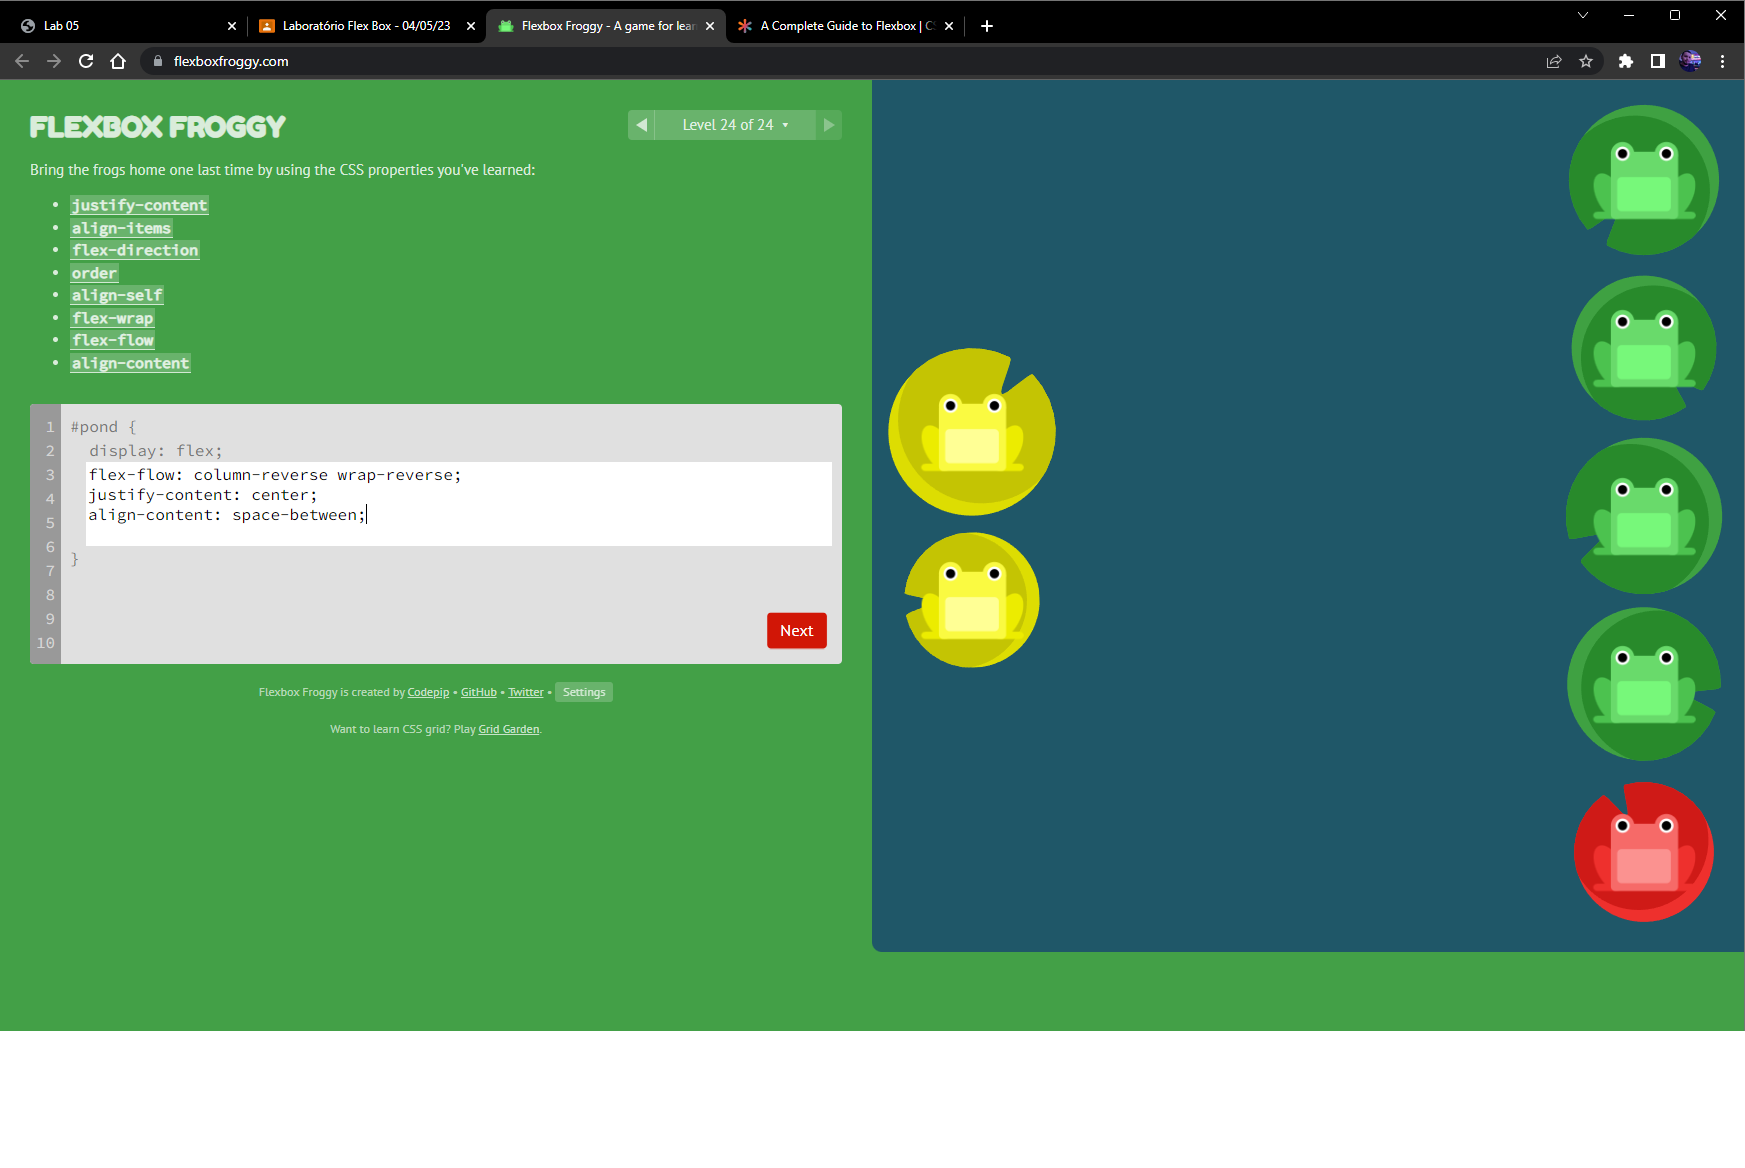 Lab 05
Laboratório Flex Box - 04/05/23
Flexbox Froggy - A game for lear
A Complete Guide to Flexbox | C
flexboxfroggy.com
FLEXBOX FROGGY
Level 24 of 24
Bring the frogs home one last time by using the CSS properties you've learned:
justify-content
align-items
flex-direction
order
align-self
flex-wrap
flex-flow
align-content
1 #pond {
2 display: flex;
3 flex-flow: column-reverse wrap-reverse;
4 justify-content: center;
5 align-content: space-between;
6
7 }
8
9
10
Next
Flexbox Froggy is created by Codepip • GitHub • Twitter • Settings
Want to learn CSS grid? Play Grid Garden.